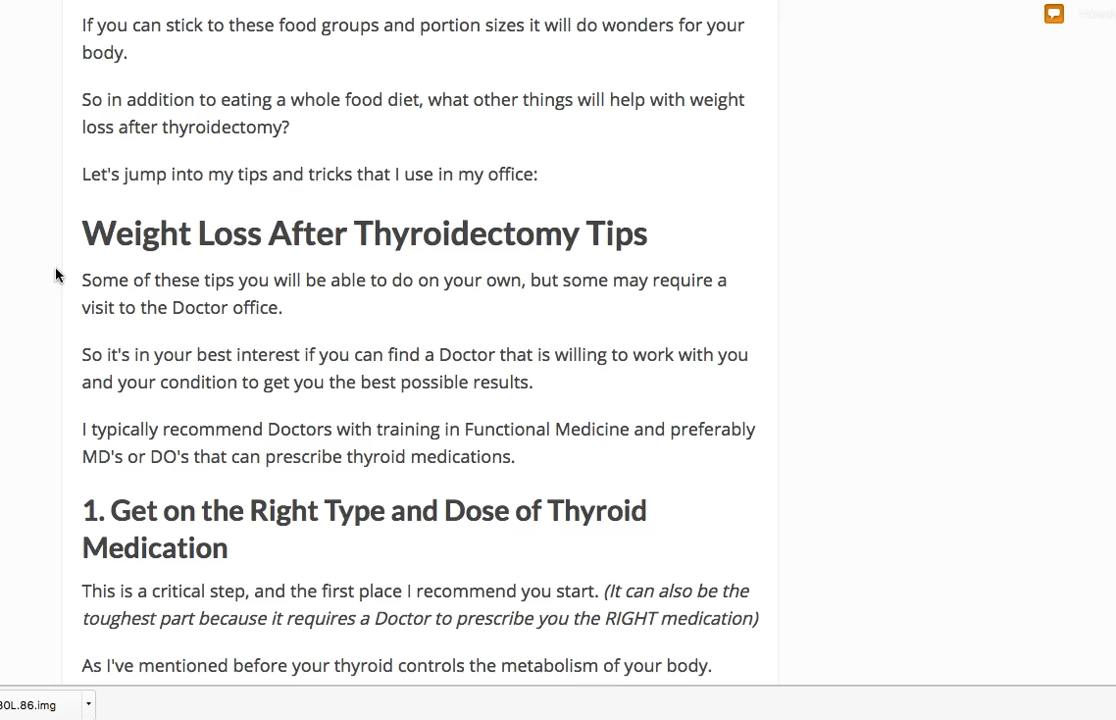 If you can stick to these food groups and portion sizes it will do wonders for your
body.
So in addition to eating a whole food diet, what other things will help with weight
loss after thyroidectomy?
Let's jump into my tips and tricks that I use in my office:
Weight Loss After Thyroidectomy Tips
Some of these tips you will be able to do on your own, but some may require a
visit to the Doctor office.
So it's in your best interest if you can find a Doctor that is willing to work with you
and your condition to get you the best possible results.
I typically recommend Doctors with training in Functional Medicine and preferably
MD's or DO's that can prescribe thyroid medications.
1. Get on the Right Type and Dose of Thyroid
Medication
This is a critical step, and the first place I recommend you start. (It can also be the
toughest part because it requires a Doctor to prescribe you the RIGHT medication)
As I've mentioned before your thyroid controls the metabolism of your body.
0L.86.img